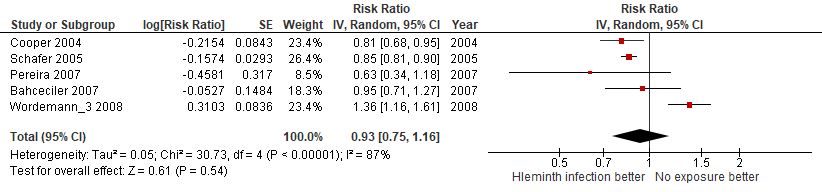 Risk Ratio Risk Ratio
Study or Subgroup log[Risk Ratio] SE Weight IV, Random, 95% CI Year IV, Random, 95% CI
Cooper 2004 -0.2154 0.0843 23.4% 0.81 [0.68, 0.95] 2004
Schafer 2005 -0.1574 0.0293 26.4% 0.85 [0.81, 0.90] 2005
Pereira 2007 -0.4581 0.317 8.5% 0.63 [0.34, 1.18] 2007
Bahceciler 2007 -0.0527 0.1484 18.3% 0.95 [0.71, 1.27] 2007
Wordemann_3 2008 0.3103 0.0836 23.4% 1.36 [1.16, 1.61] 2008
Total (95% CI) 100.0% 0.93 [0.75, 1.16]
Heterogeneity: Tau² = 0.05; Chi² = 30.73, df = 4 (P < 0.00001); I² = 87%
Test for overall effect: Z = 0.61 (P = 0.54)
0.5 0.7 1 1.5 2
Hleminth infection better No exposure better